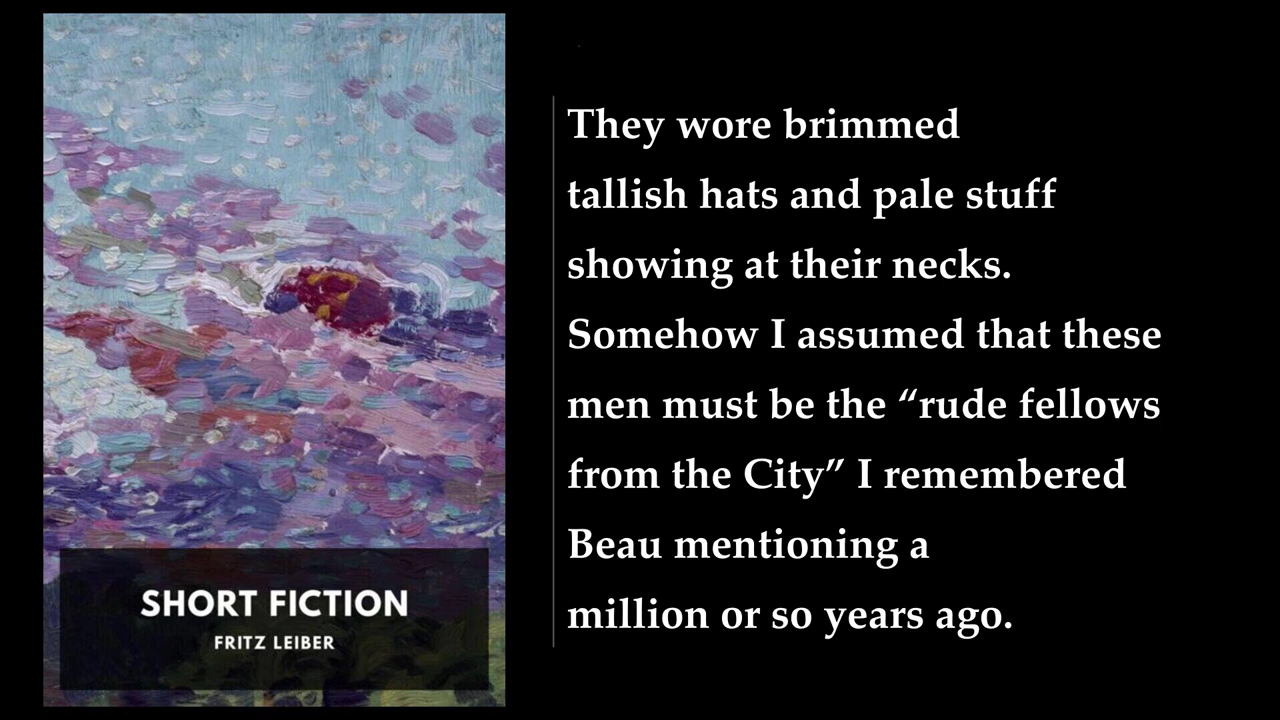 SHORT FICTION
FRITZ LEIBER
They wore brimmed
tallish hats and pale stuff
showing at their necks.
Somehow I assumed that these
men must be the “rude fellows
from the City” I remembered
Beau mentioning a
million or so years ago.